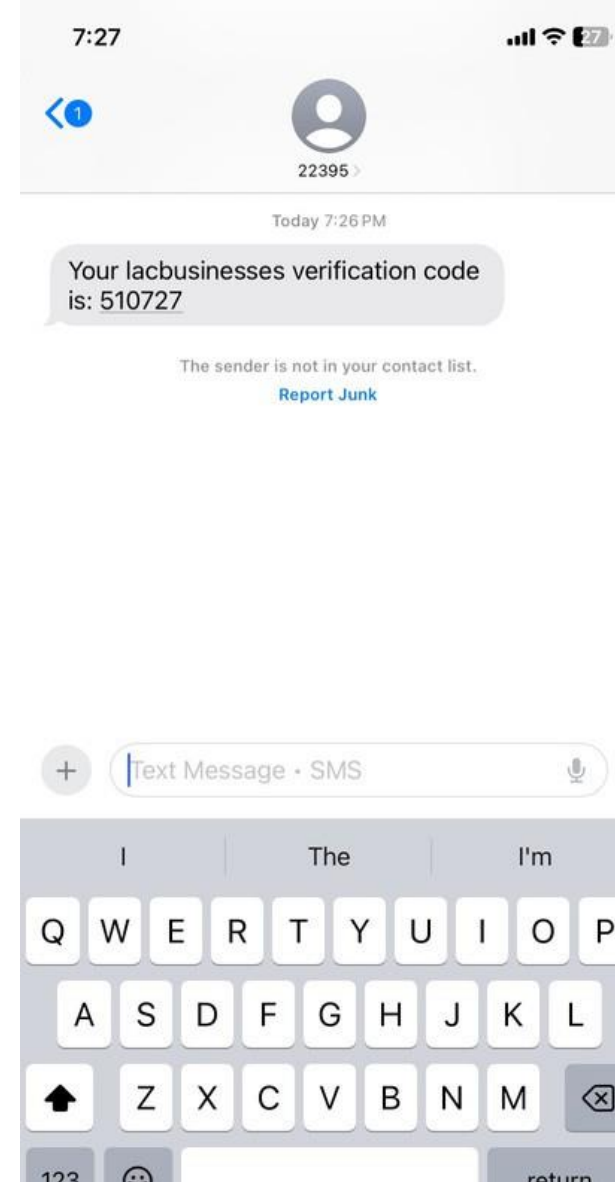 7:27
27
1
22395
Today 7:26 PM
Your lacbusinesses verification code
is: 510727
The sender is not in your contact list.
Report Junk
Text Message • SMS
I The I'm
Q W E R T Y U I O P
A S D F G H J K L
Z X C V B N M
123 return